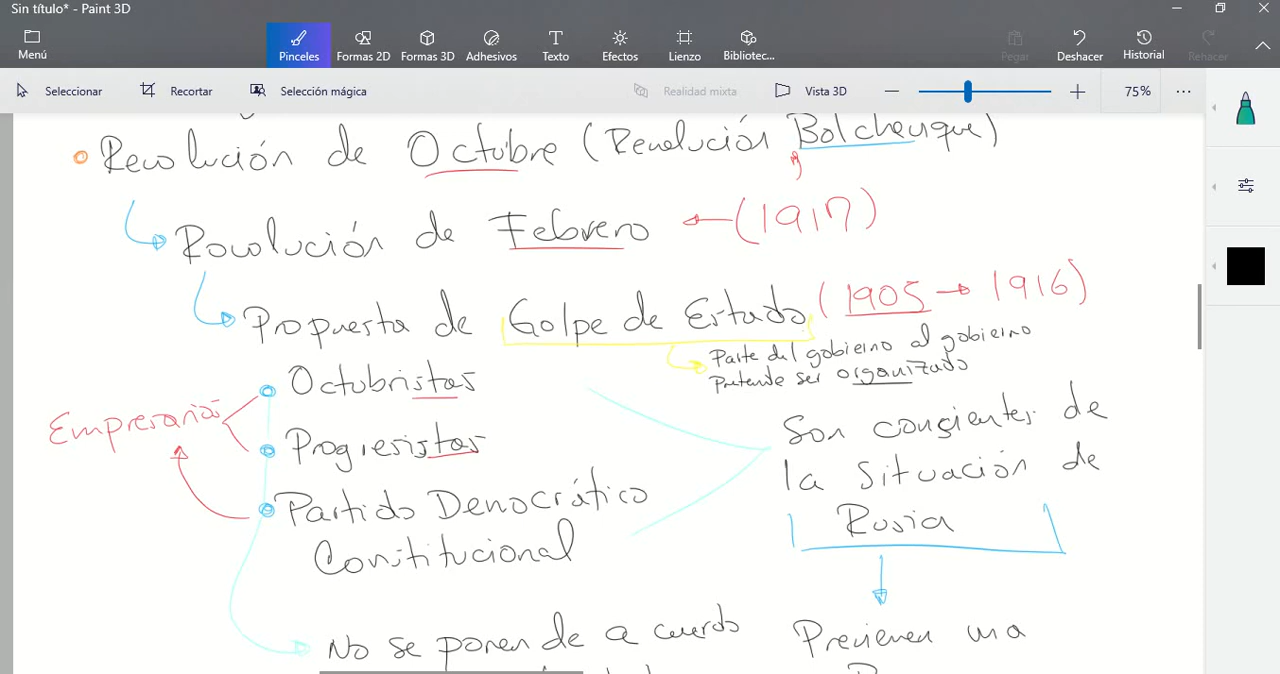 Sin título* - Paint 3D
Menú
Pinceles
Formas 2D
Formas 3D
Adhesivos
Texto
Efectos
Lienzo
Bibliotec...
Pegar
Deshacer
Historial
Rehacer
Seleccionar
Recortar
Selección mágica
Realidad mixta
Vista 3D
75%
Revolución de Octubre (Revolución Bolchevique)
Revolución de Febrero (1917)
Propuesta de Golpe de Estado (1905 → 1916)
Parte del gobierno al gobierno
Pretende ser organizado
Octubristas
Empresarios
Progresistas
Partido Democrático
Constitucional
Son conscientes de
la Situación de
Rusia
No se ponen de acuerdo
Previenen una